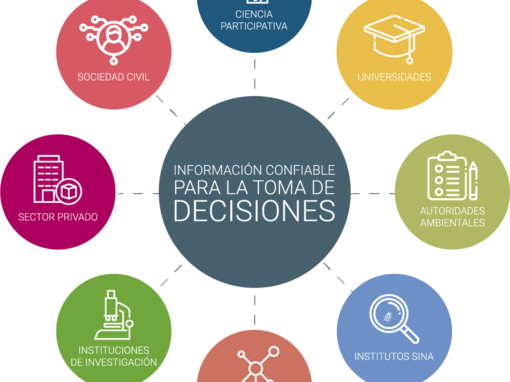 CIENCIA
PARTICIPATIVA
SOCIEDAD CIVIL
UNIVERSIDADES
INFORMACIÓN CONFIABLE
PARA LA TOMA DE
DECISIONES
SECTOR PRIVADO
AUTORIDADES
AMBIENTALES
INSTITUCIONES
DE INVESTIGACIÓN
INSTITUTOS SINA